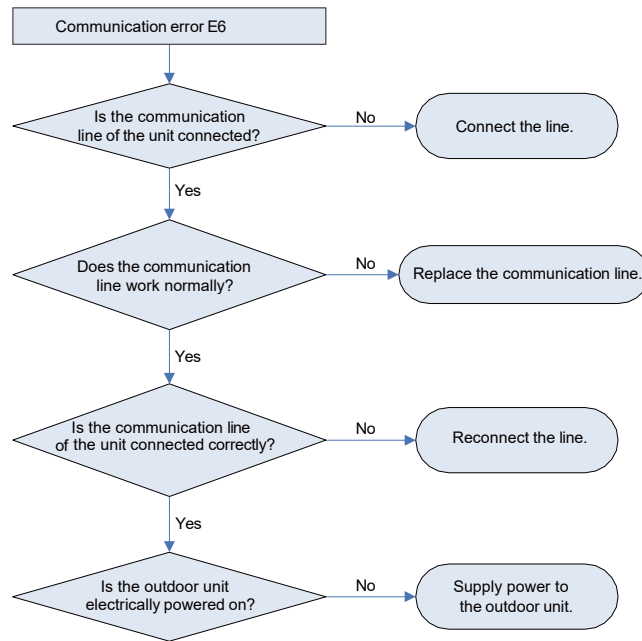 Communication error E6
Is the communication
line of the unit connected?
No
Connect the line.
Yes
Does the communication
line work normally?
No
Replace the communication line.
Yes
Is the communication line
of the unit connected correctly?
No
Reconnect the line.
Yes
Is the outdoor unit
electrically powered on?
No
Supply power to
the outdoor unit.